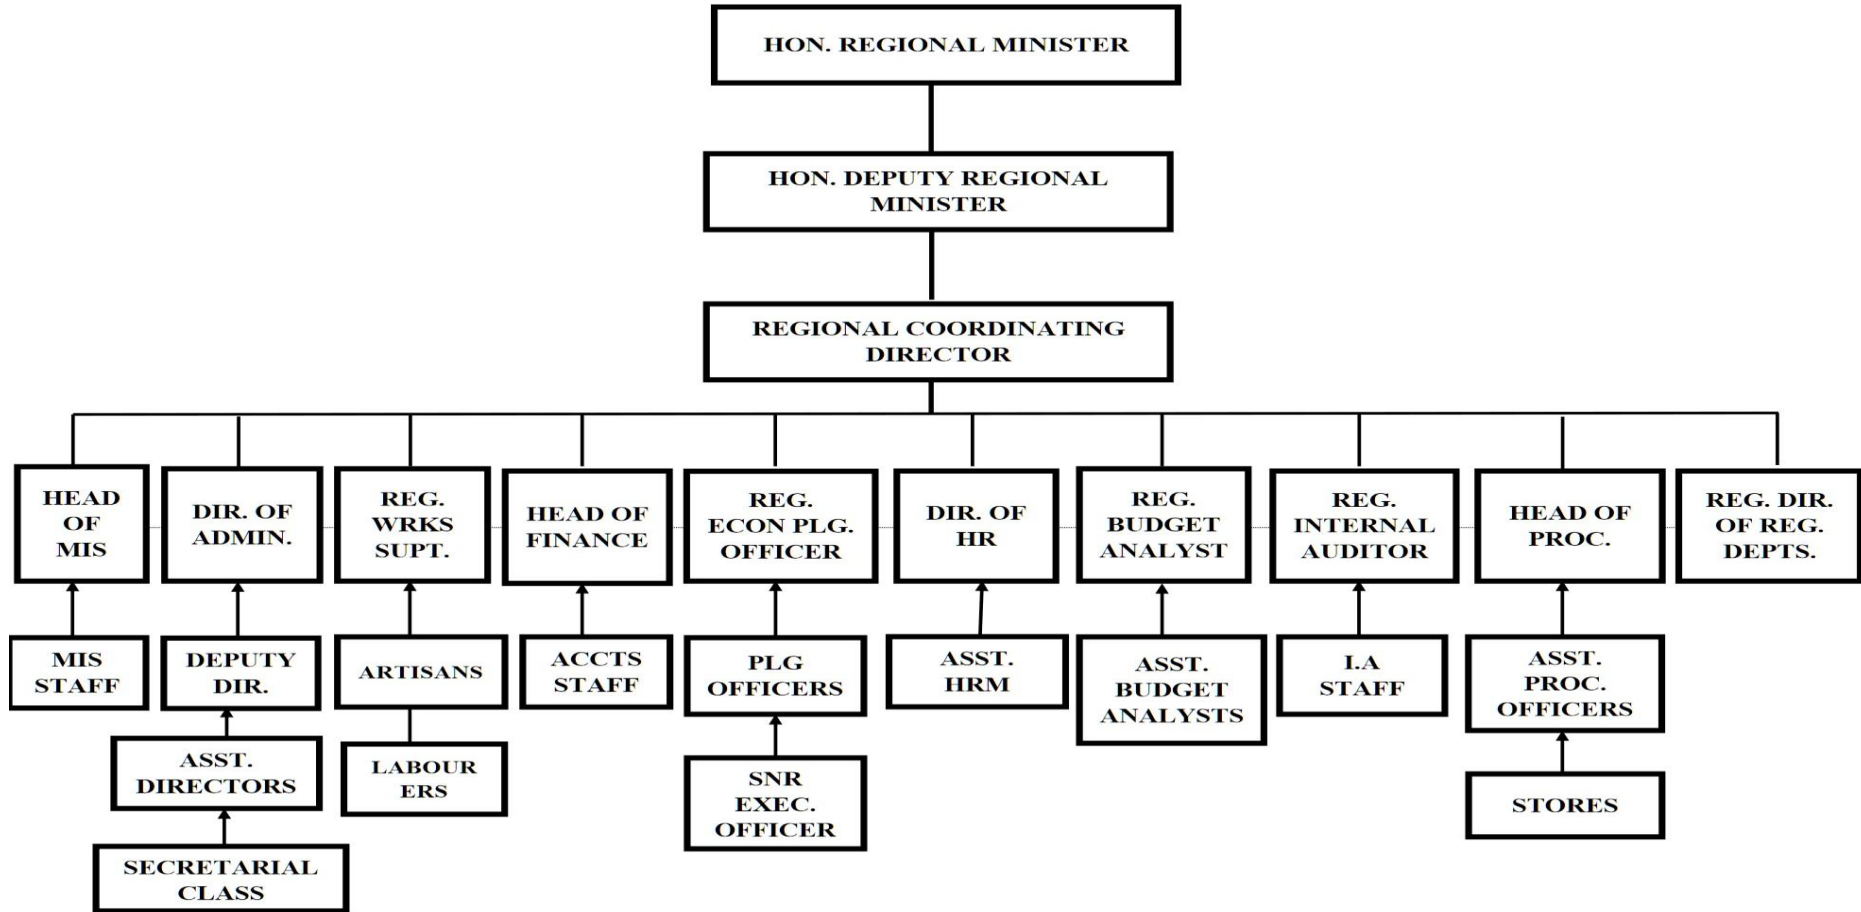 HON. REGIONAL MINISTER
HON. DEPUTY REGIONAL
MINISTER
REGIONAL COORDINATING
DIRECTOR
HEAD
OF
MIS
DIR. OF
ADMIN.
REG.
WRKS
SUPT.
HEAD OF
FINANCE
REG.
ECON PLG.
OFFICER
DIR. OF
HR
REG.
BUDGET
ANALYST
REG.
INTERNAL
AUDITOR
HEAD OF
PROC.
REG. DIR.
OF REG.
DEPTS.
MIS
STAFF
DEPUTY
DIR.
ARTISANS
ACCTS
STAFF
PLG
OFFICERS
ASST.
HRM
ASST.
BUDGET
ANALYSTS
I.A
STAFF
ASST.
PROC.
OFFICERS
ASST.
DIRECTORS
LABOUR
ERS
SNR
EXEC.
OFFICER
STORES
SECRETARIAL
CLASS